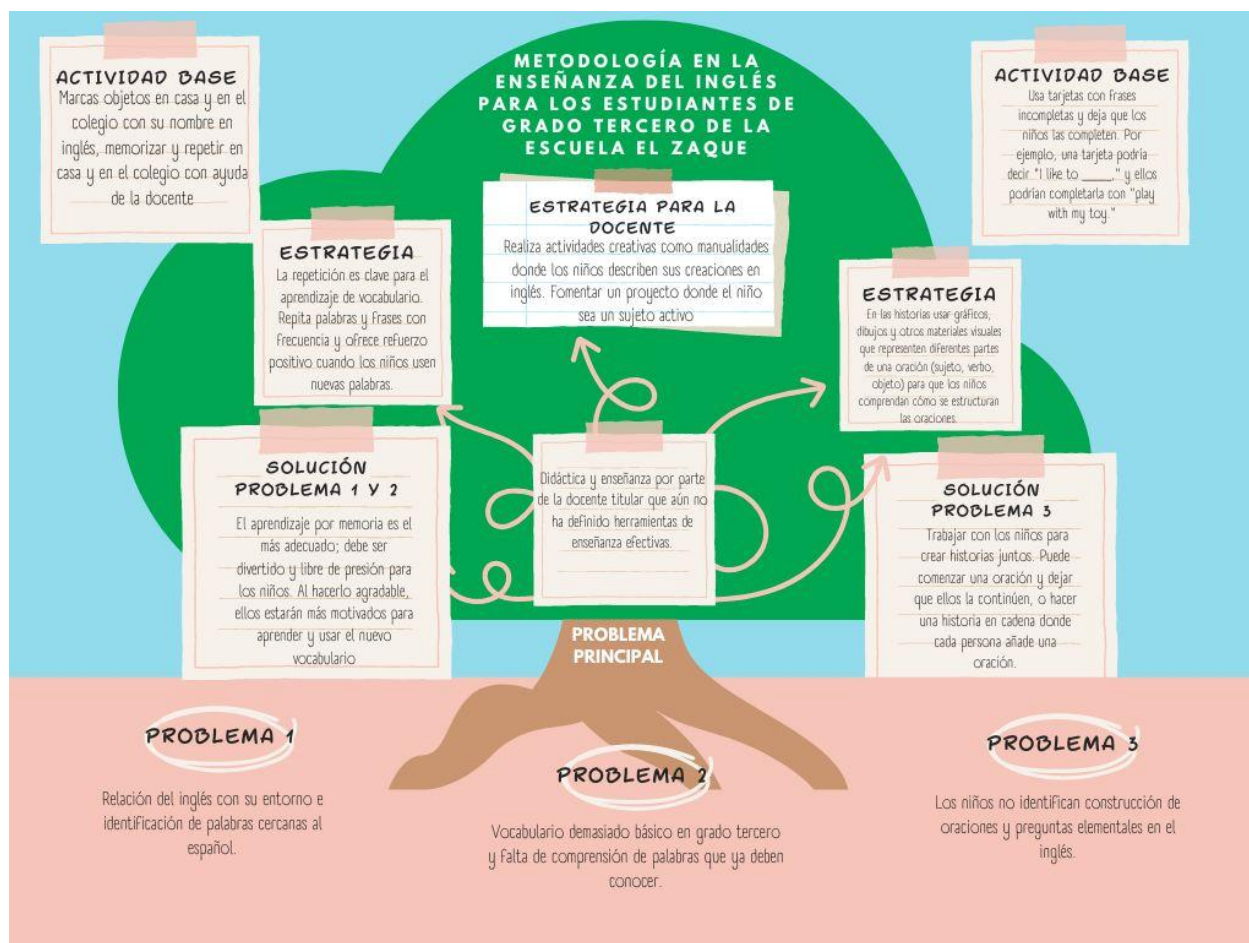 METODOLOGÍA EN LA
ENSEÑANZA DEL INGLÉS
PARA LOS ESTUDIANTES DE
GRADO TERCERO DE LA
ESCUELA EL ZAQUE
ACTIVIDAD BASE
Marcas objetos en casa y en el
colegio con su nombre en
inglés, memorizar y repetir en
casa y en el colegio con ayuda
de la docente
ESTRATEGIA
La repetición es clave para el
aprendizaje de vocabulario.
Repita palabras y frases con
frecuencia y ofrece refuerzo
positivo cuando los niños usen
nuevas palabras.
ESTRATEGIA PARA LA
DOCENTE
Realiza actividades creativas como manualidades
donde los niños describen sus creaciones en
inglés. Fomentar un proyecto donde el niño
sea un sujeto activo
ACTIVIDAD BASE
Usa tarjetas con frases
incompletas y deja que los
niños las completen. Por
ejemplo, una tarjeta podría
decir "I like to _____," y ellos
podrían completarla con "play
with my toy."
ESTRATEGIA
En las historias usar gráficos,
dibujos y otros materiales visuales
que representen diferentes partes
de una oración (sujeto, verbo,
objeto) para que los niños
comprendan cómo se estructuran
las oraciones.
SOLUCIÓN
PROBLEMA 1 Y 2
El aprendizaje por memoria es el
más adecuado; debe ser
divertido y libre de presión para
los niños. Al hacerlo agradable,
ellos estarán más motivados para
aprender y usar el nuevo
vocabulario
Didáctica y enseñanza por parte
de la docente titular que aún no
ha definido herramientas de
enseñanza efectivas.
SOLUCIÓN
PROBLEMA 3
Trabajar con los niños para
crear historias juntos. Puede
comenzar una oración y dejar
que ellos la continúen, o hacer
una historia en cadena donde
cada persona añade una
oración.
PROBLEMA
PRINCIPAL
PROBLEMA 1
Relación del inglés con su entorno e
identificación de palabras cercanas al
español.
PROBLEMA 2
Vocabulario demasiado básico en grado tercero
y falta de comprensión de palabras que ya deben
conocer.
PROBLEMA 3
Los niños no identifican construcción de
oraciones y preguntas elementales en el
inglés.